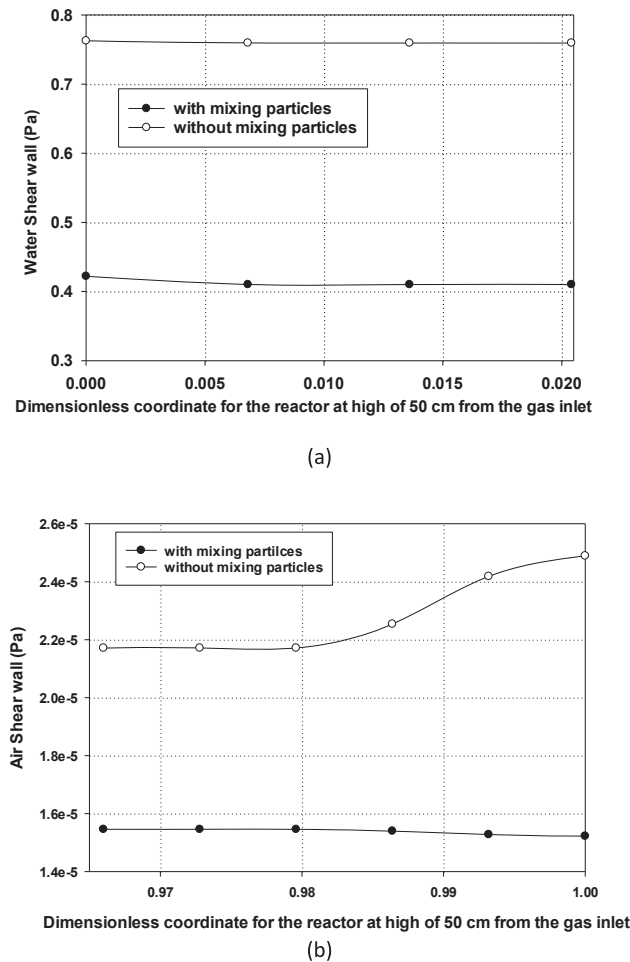 0.8
0.7
0.6
0.5
0.4
0.3
Water Shear wall (Pa)
with mixing particles
without mixing particles
0.000 0.005 0.010 0.015 0.020
Dimensionless coordinate for the reactor at high of 50 cm from the gas inlet
(a)
2.6e-5
2.4e-5
2.2e-5
2.0e-5
1.8e-5
1.6e-5
1.4e-5
Air Shear wall (Pa)
with mixing partilces
without mixing particles
0.97 0.98 0.99 1.00
Dimensionless coordinate for the reactor at high of 50 cm from the gas inlet
(b)